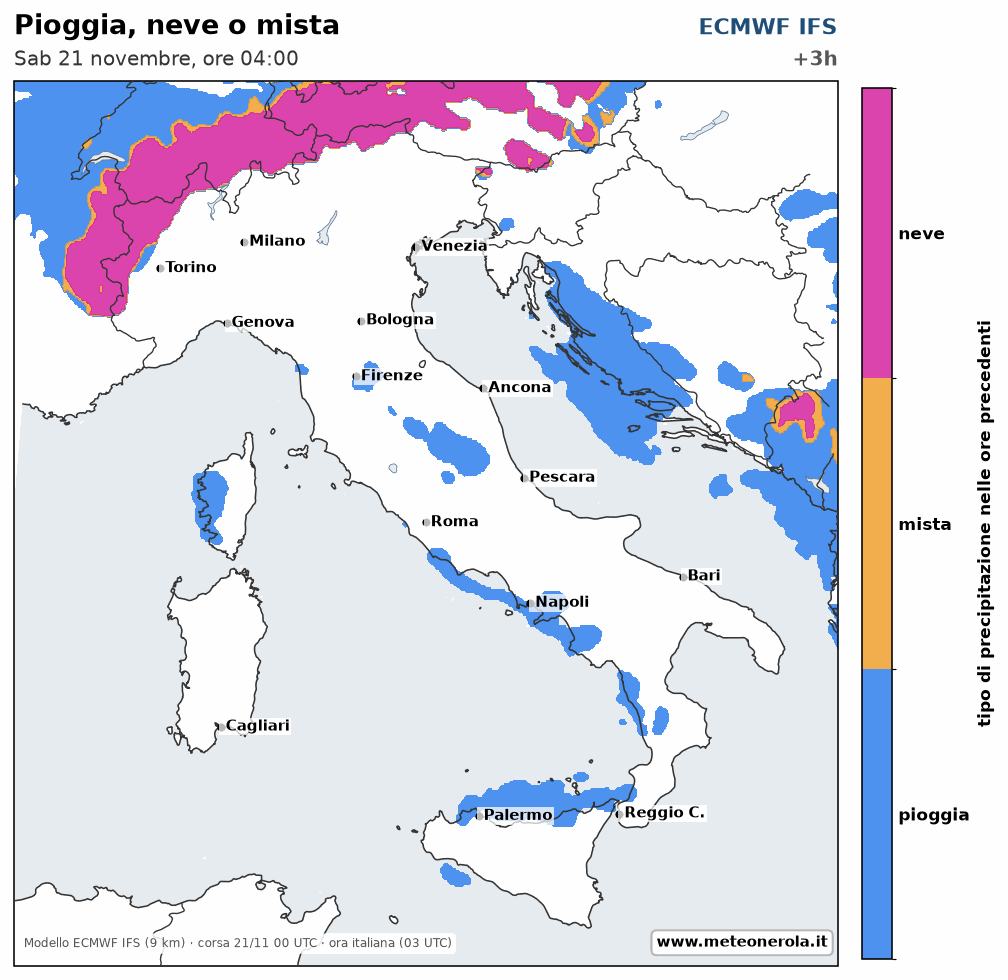 Pioggia, neve o mista
ECMWF IFS
Sab 21 novembre, ore 04:00
+3h
Milano
Venezia
Torino
Genova
Bologna
Firenze
Ancona
Pescara
Roma
Bari
Napoli
Cagliari
Palermo
Reggio C.
neve
mista
pioggia
tipo di precipitazione nelle ore precedenti
Modello ECMWF IFS (9 km) · corsa 21/11 00 UTC · ora italiana (03 UTC)
www.meteonerola.it